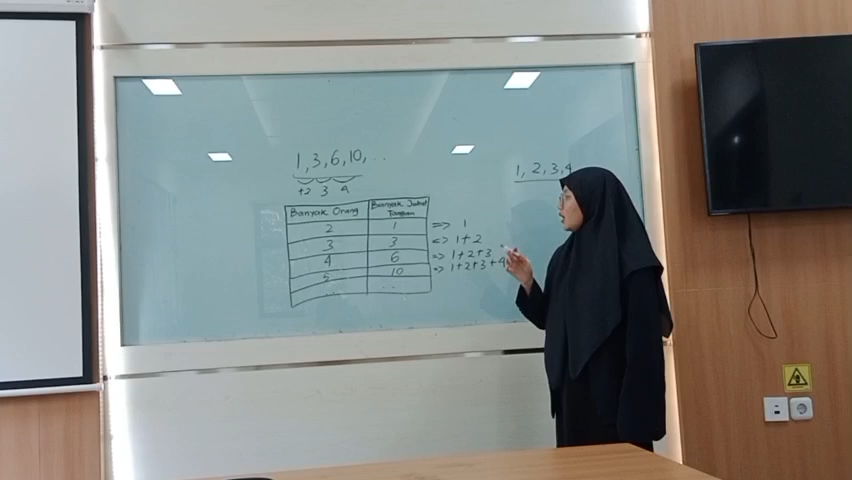 1, 3, 6, 10, ...
+2 3 4
1, 2, 3, 4
Banyak Orang Banyak Jabat Tangan
2 1 => 1
3 3 => 1+2
4 6 => 1+2+3
5 10 => 1+2+3+4
... ...